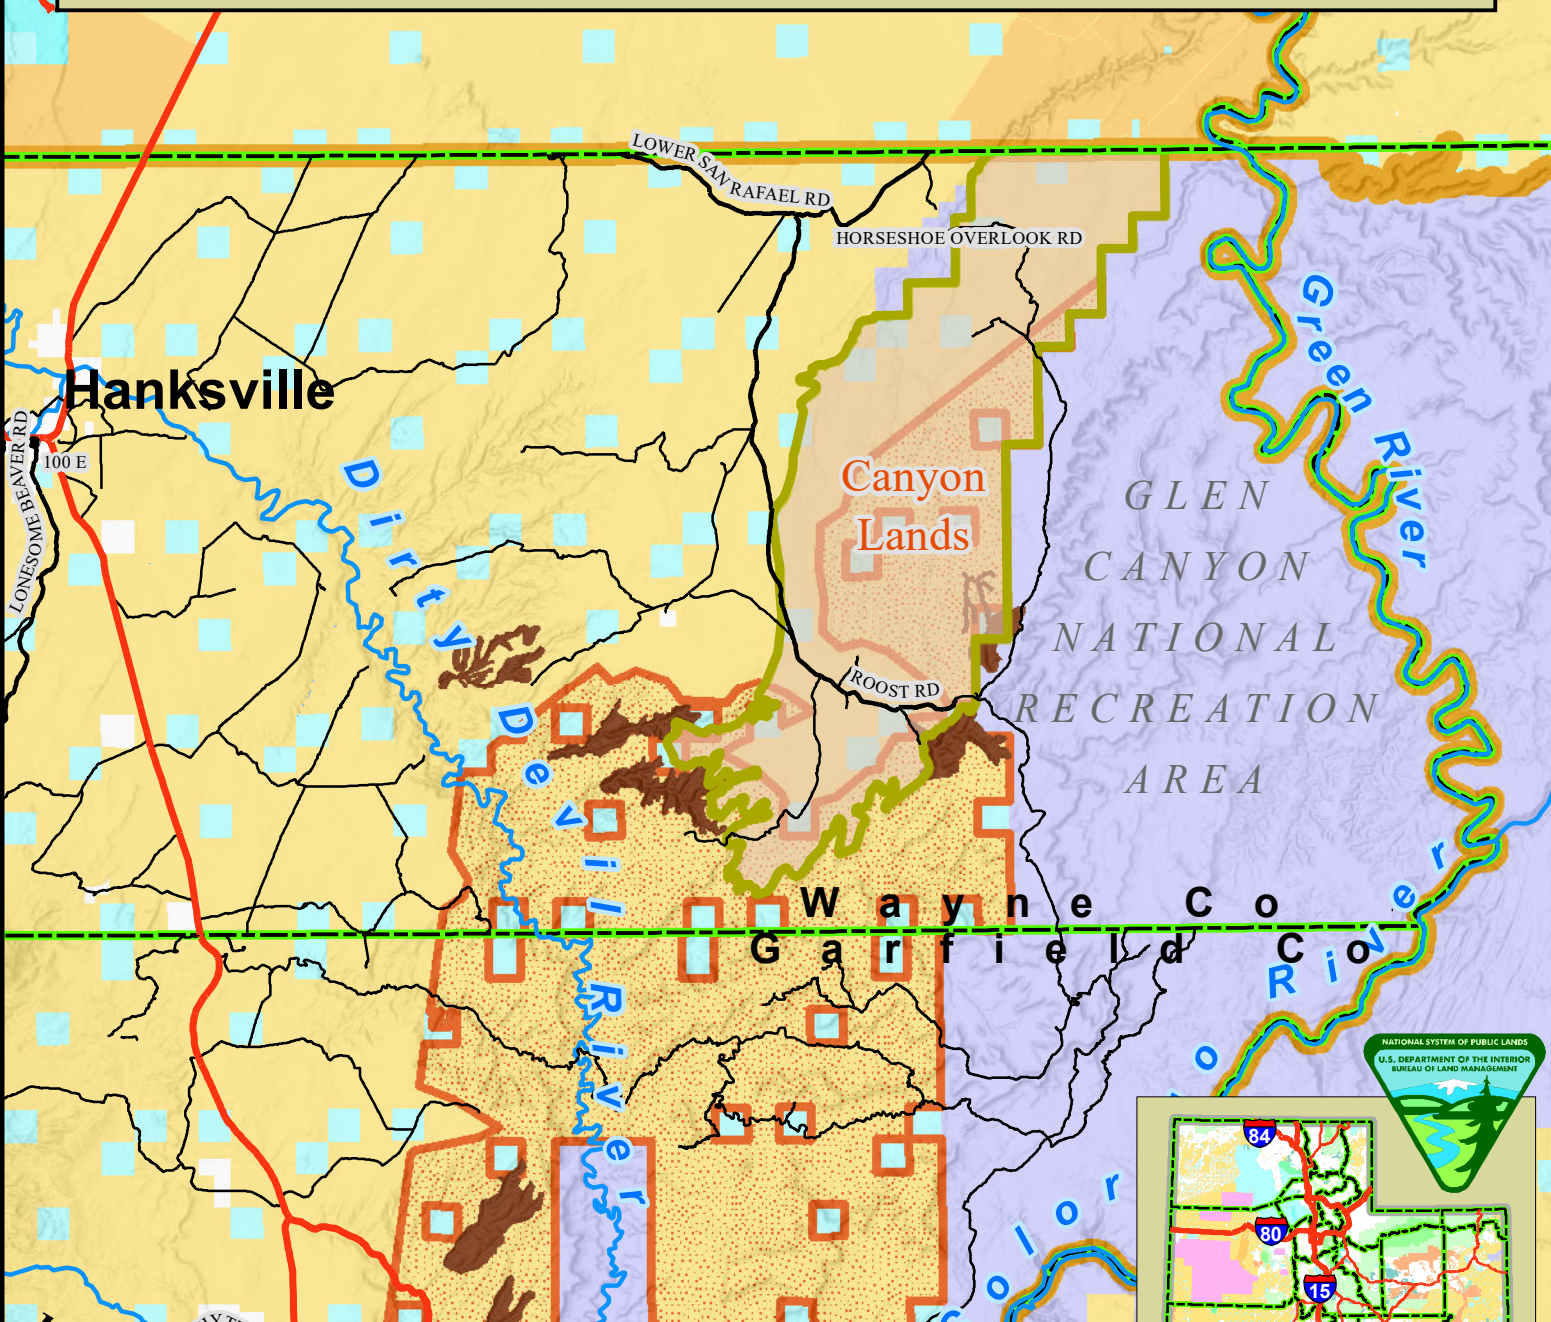 LOWER SAN RAFAEL RD
HORSESHOE OVERLOOK RD
Green River
Hanksville
LONESOME BEAVER RD
100 E
Dirty Devil River
Canyon
Lands
GLEN
CANYON
NATIONAL
RECREATION
AREA
ROOST RD
Wayne Co
Garfield Co
River
NATIONAL SYSTEM OF PUBLIC LANDS
U.S. DEPARTMENT OF THE INTERIOR
BUREAU OF LAND MANAGEMENT
olor o
84
80
15